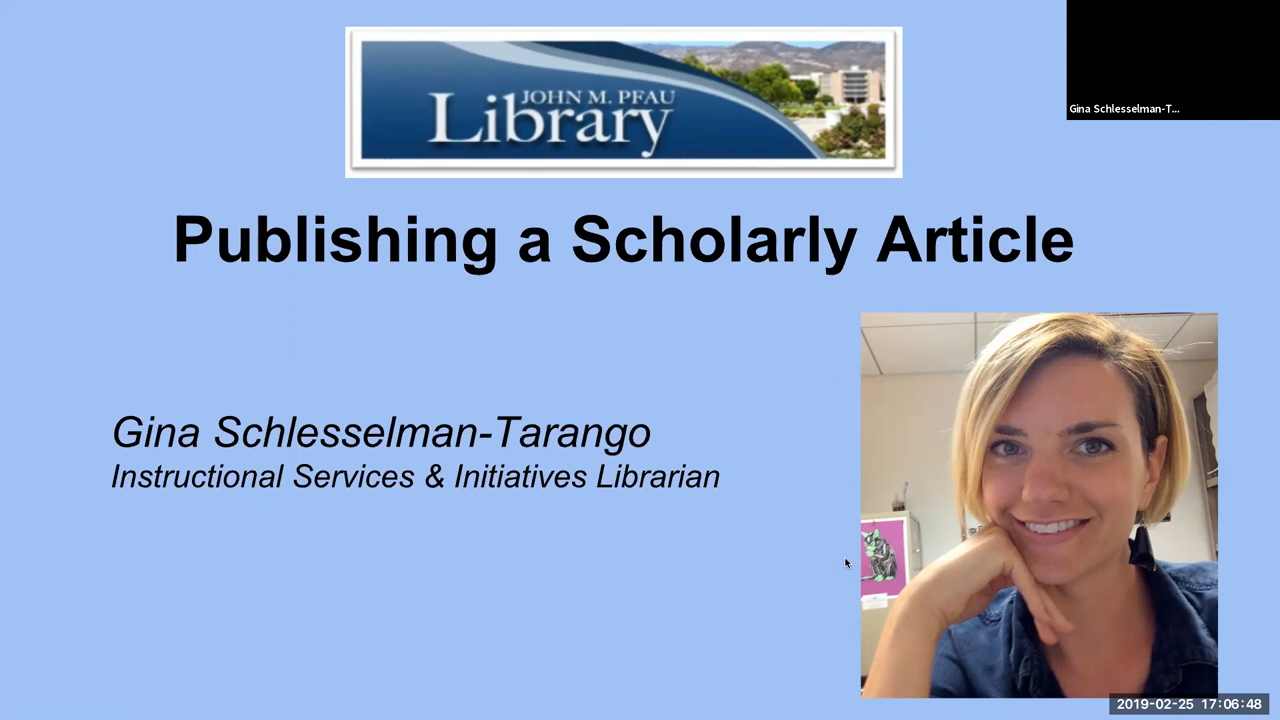 JOHN M. PFAU
Library
Gina Schlesselman-T...
Publishing a Scholarly Article
Gina Schlesselman-Tarango
Instructional Services & Initiatives Librarian
2019-02-25 17:06:48